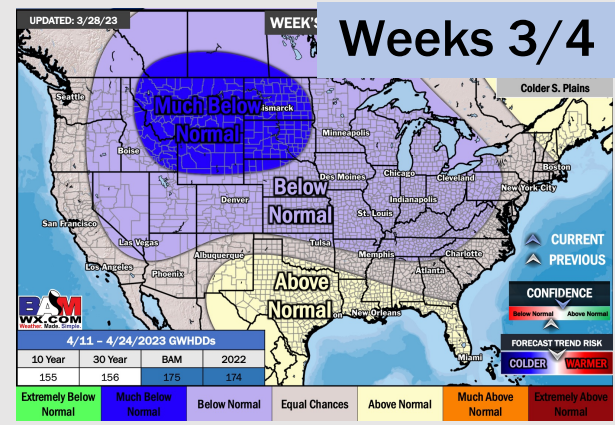 UPDATED: 3/28/23
WEEK'S
Weeks 3/4
Colder S. Plains
Seattle
Much Below
Normal
ismarck
Minneapolis
Boise
Boston
Des Moines
Chicago
Cleveland
New York City
Below
Normal
Denver
Indianapolis
St. Louis
San Francisco
Las Vegas
Albuquerque
Tulsa
Memphis
Charlotte
Los Angeles
Phoenix
Atlanta
CURRENT
PREVIOUS
Above
Normal
on
New Orleans
Miami
BAM
WX.COM
Weather. Made. Simple.
CONFIDENCE
Below Normal
Above Normal
FORECAST TREND RISK
COLDER
WARMER
4/11 – 4/24/2023 GWHDDs
10 Year 30 Year BAM 2022
155 156 175 174
Extremely Below
Normal
Much Below
Normal
Below Normal
Equal Chances
Above Normal
Much Above
Normal
Extremely Above
Normal